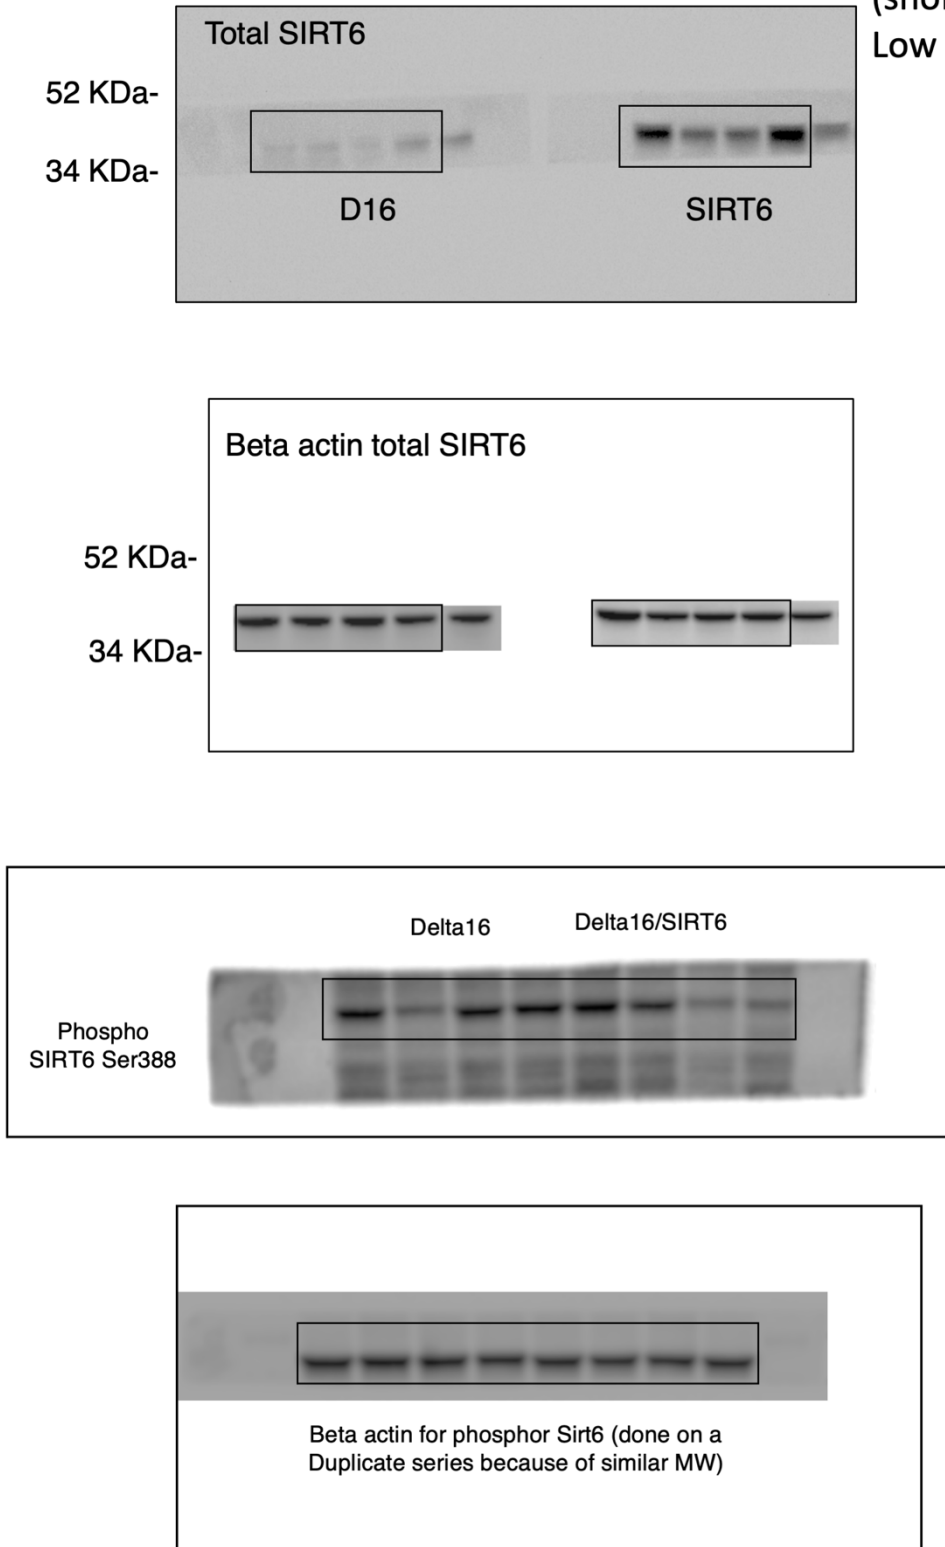 Total SIRT6
Low
52 KDa-
34 KDa-
D16 SIRT6
Beta actin total SIRT6
52 KDa-
34 KDa-
Delta16 Delta16/SIRT6
Phospho
SIRT6 Ser388
Beta actin for phosphor Sirt6 (done on a
Duplicate series because of similar MW)